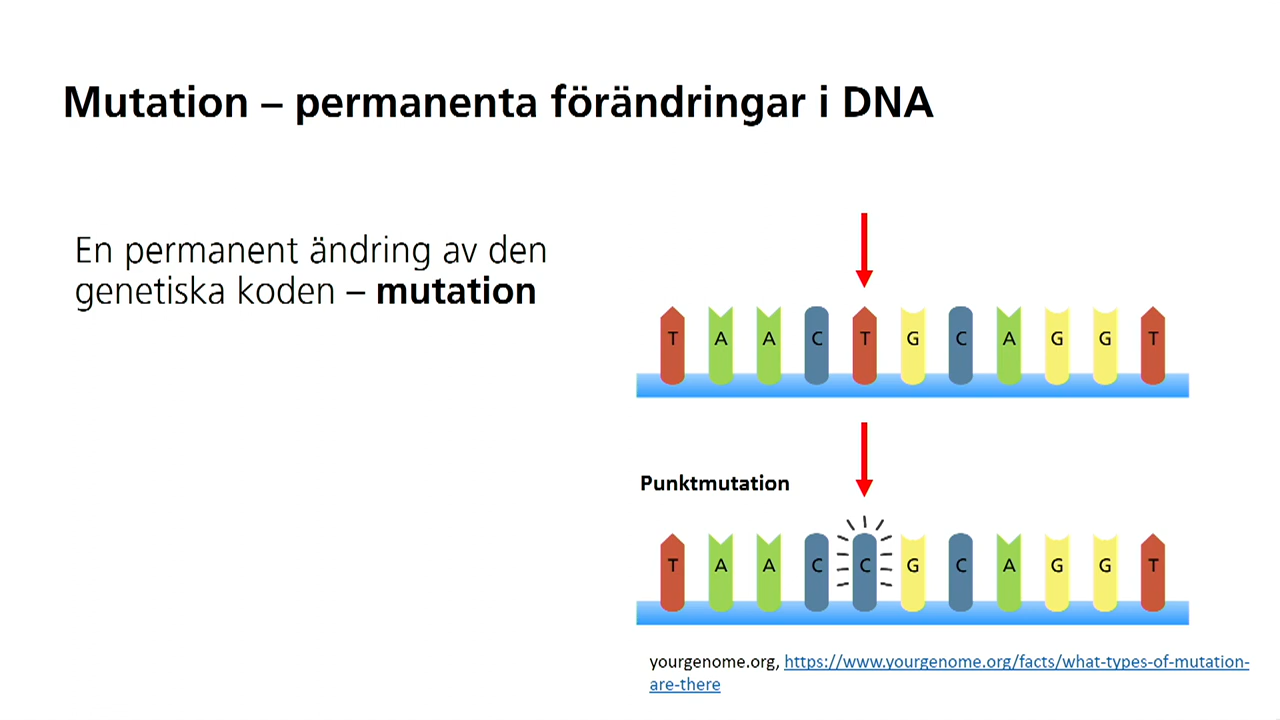 Mutation – permanenta förändringar i DNA
En permanent ändring av den
genetiska koden – mutation
T A A C T G C A G G T
Punktmutation
T A A C C G C A G G T
yourgenome.org, https://www.yourgenome.org/facts/what-types-of-mutation-
are-there